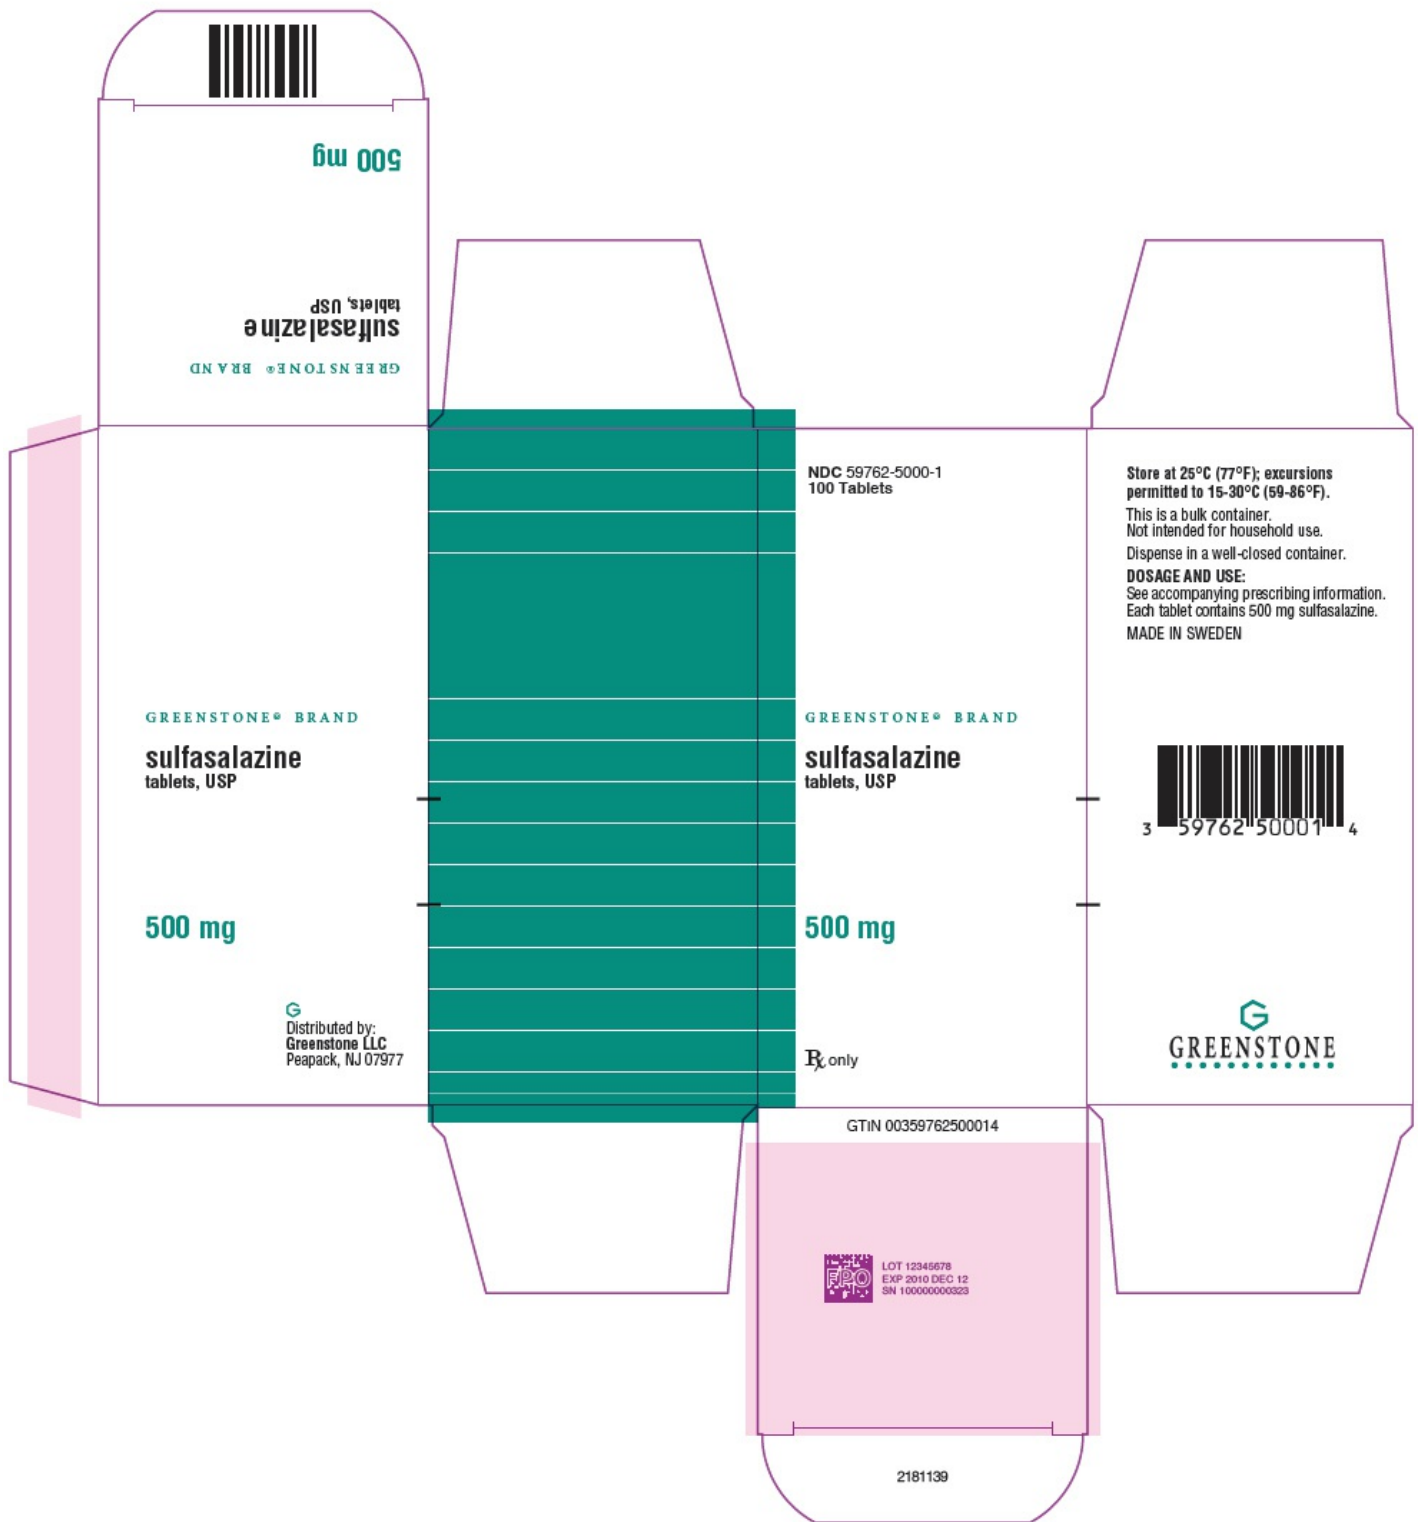 500 mg
sulfasalazine
tablets, USP
GREENSTONE® BRAND
GREENSTONE® BRAND
sulfasalazine
tablets, USP
500 mg
G
Distributed by:
Greenstone LLC
Peapack, NJ 07977
NDC 59762-5000-1
100 Tablets
GREENSTONE® BRAND
sulfasalazine
tablets, USP
500 mg
℞ only
Store at 25°C (77°F); excursions
permitted to 15-30°C (59-86°F).
This is a bulk container.
Not intended for household use.
Dispense in a well-closed container.
DOSAGE AND USE:
See accompanying prescribing information.
Each tablet contains 500 mg sulfasalazine.
MADE IN SWEDEN
3 59762 50001 4
G
GREENSTONE
GTIN 00359762500014
FPO
LOT 12345678
EXP 2010 DEC 12
SN 100000000323
2181139